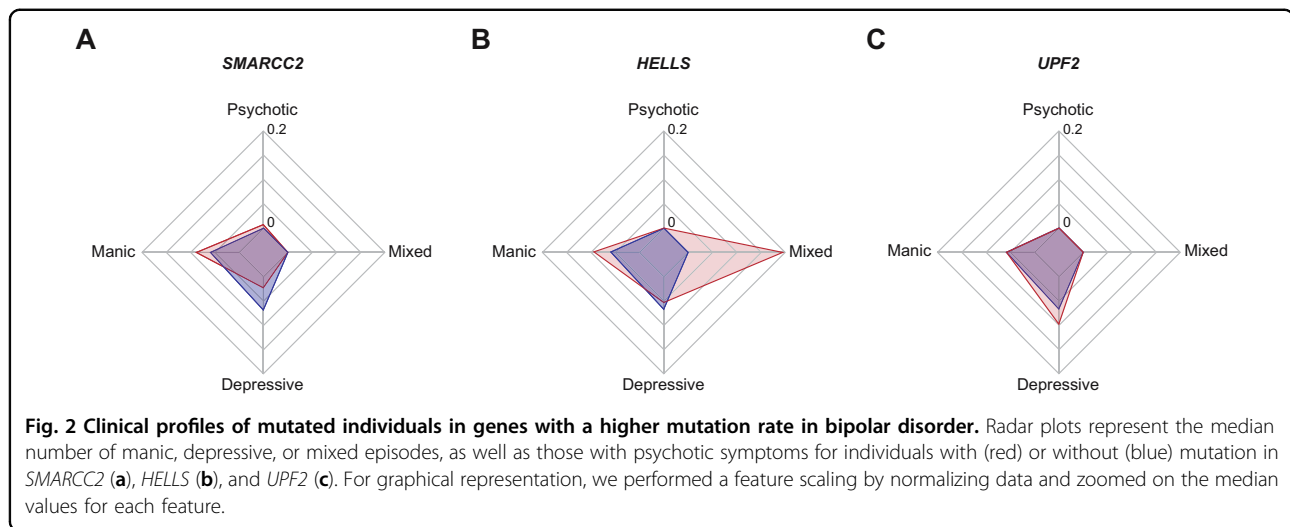 A
SMARCC2
Psychotic
0.2
0
Manic
Mixed
Depressive
B
HELLS
Psychotic
0.2
0
Manic
Mixed
Depressive
C
UPF2
Psychotic
0.2
0
Manic
Mixed
Depressive
Fig. 2 Clinical profiles of mutated individuals in genes with a higher mutation rate in bipolar disorder. Radar plots represent the median
number of manic, depressive, or mixed episodes, as well as those with psychotic symptoms for individuals with (red) or without (blue) mutation in
SMARCC2 (a), HELLS (b), and UPF2 (c). For graphical representation, we performed a feature scaling by normalizing data and zoomed on the median
values for each feature.